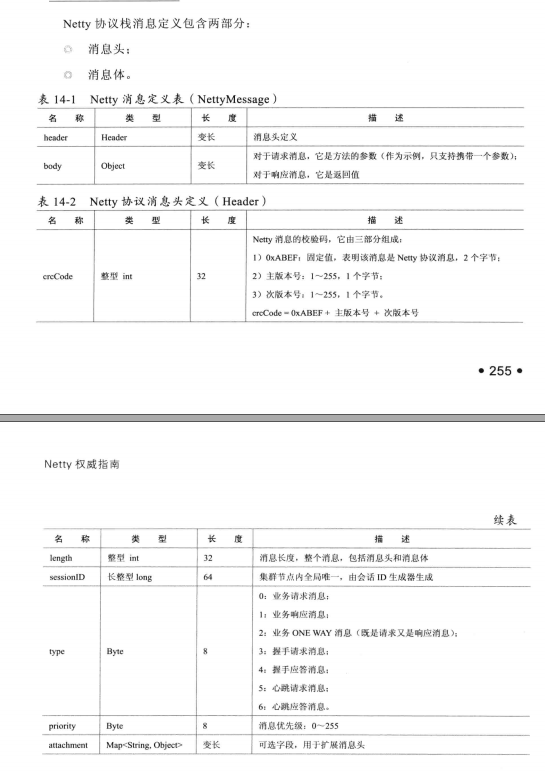 Netty 协议栈消息定义包含两部分：
◎ 消息头；
◎ 消息体。
表 14-1 Netty 消息定义表（NettyMessage）
名 称 类 型 长 度 描 述
header Header 变长 消息头定义
body Object 变长 对于请求消息，它是方法的参数（作为示例，只支持携带一个参数）；
对于响应消息，它是返回值
表 14-2 Netty 协议消息头定义（Header）
名 称 类 型 长 度 描 述
Netty 消息的校验码，它由三部分组成：
1）0xABEF：固定值，表明该消息是 Netty 协议消息，2 个字节；
crcCode 整型 int 32 2）主版本号：1～255，1 个字节；
3）次版本号：1～255，1 个字节。
crcCode = 0xABEF + 主版本号 + 次版本号
• 255 •
Netty 权威指南
续表
名 称 类 型 长 度 描 述
length 整型 int 32 消息长度，整个消息，包括消息头和消息体
sessionID 长整型 long 64 集群节点内全局唯一，由会话 ID 生成器生成
0：业务请求消息；
1：业务响应消息；
2：业务 ONE WAY 消息（既是请求又是响应消息）；
type Byte 8 3：握手请求消息；
4：握手应答消息；
5：心跳请求消息；
6：心跳应答消息。
priority Byte 8 消息优先级：0～255
attachment Map<String, Object> 变长 可选字段，用于扩展消息头